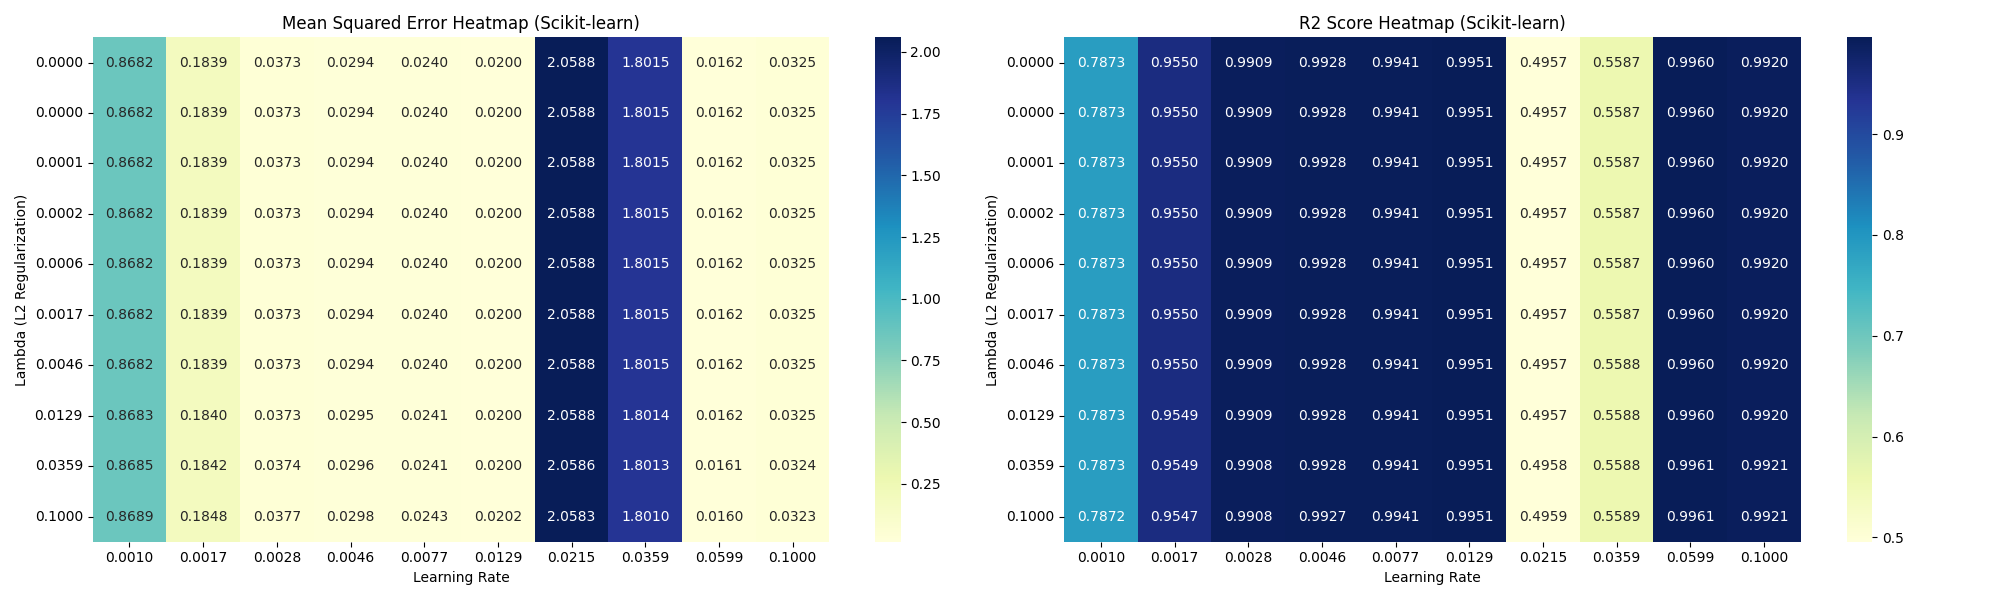 Mean Squared Error Heatmap (Scikit-learn)
Lambda (L2 Regularization)
0.0000 0.8682 0.1839 0.0373 0.0294 0.0240 0.0200 2.0588 1.8015 0.0162 0.0325
0.0000 0.8682 0.1839 0.0373 0.0294 0.0240 0.0200 2.0588 1.8015 0.0162 0.0325
0.0001 0.8682 0.1839 0.0373 0.0294 0.0240 0.0200 2.0588 1.8015 0.0162 0.0325
0.0002 0.8682 0.1839 0.0373 0.0294 0.0240 0.0200 2.0588 1.8015 0.0162 0.0325
0.0006 0.8682 0.1839 0.0373 0.0294 0.0240 0.0200 2.0588 1.8015 0.0162 0.0325
0.0017 0.8682 0.1839 0.0373 0.0294 0.0240 0.0200 2.0588 1.8015 0.0162 0.0325
0.0046 0.8682 0.1839 0.0373 0.0294 0.0240 0.0200 2.0588 1.8015 0.0162 0.0325
0.0129 0.8683 0.1840 0.0373 0.0295 0.0241 0.0200 2.0588 1.8014 0.0162 0.0325
0.0359 0.8685 0.1842 0.0374 0.0296 0.0241 0.0200 2.0586 1.8013 0.0161 0.0324
0.1000 0.8689 0.1848 0.0377 0.0298 0.0243 0.0202 2.0583 1.8010 0.0160 0.0323
0.0010 0.0017 0.0028 0.0046 0.0077 0.0129 0.0215 0.0359 0.0599 0.1000
Learning Rate
2.00
1.75
1.50
1.25
1.00
0.75
0.50
0.25
R2 Score Heatmap (Scikit-learn)
Lambda (L2 Regularization)
0.0000 0.7873 0.9550 0.9909 0.9928 0.9941 0.9951 0.4957 0.5587 0.9960 0.9920
0.0000 0.7873 0.9550 0.9909 0.9928 0.9941 0.9951 0.4957 0.5587 0.9960 0.9920
0.0001 0.7873 0.9550 0.9909 0.9928 0.9941 0.9951 0.4957 0.5587 0.9960 0.9920
0.0002 0.7873 0.9550 0.9909 0.9928 0.9941 0.9951 0.4957 0.5587 0.9960 0.9920
0.0006 0.7873 0.9550 0.9909 0.9928 0.9941 0.9951 0.4957 0.5587 0.9960 0.9920
0.0017 0.7873 0.9550 0.9909 0.9928 0.9941 0.9951 0.4957 0.5587 0.9960 0.9920
0.0046 0.7873 0.9550 0.9909 0.9928 0.9941 0.9951 0.4957 0.5588 0.9960 0.9920
0.0129 0.7873 0.9549 0.9909 0.9928 0.9941 0.9951 0.4957 0.5588 0.9960 0.9920
0.0359 0.7873 0.9549 0.9908 0.9928 0.9941 0.9951 0.4958 0.5588 0.9961 0.9921
0.1000 0.7872 0.9547 0.9908 0.9927 0.9941 0.9951 0.4959 0.5589 0.9961 0.9921
0.0010 0.0017 0.0028 0.0046 0.0077 0.0129 0.0215 0.0359 0.0599 0.1000
Learning Rate
0.9
0.8
0.7
0.6
0.5